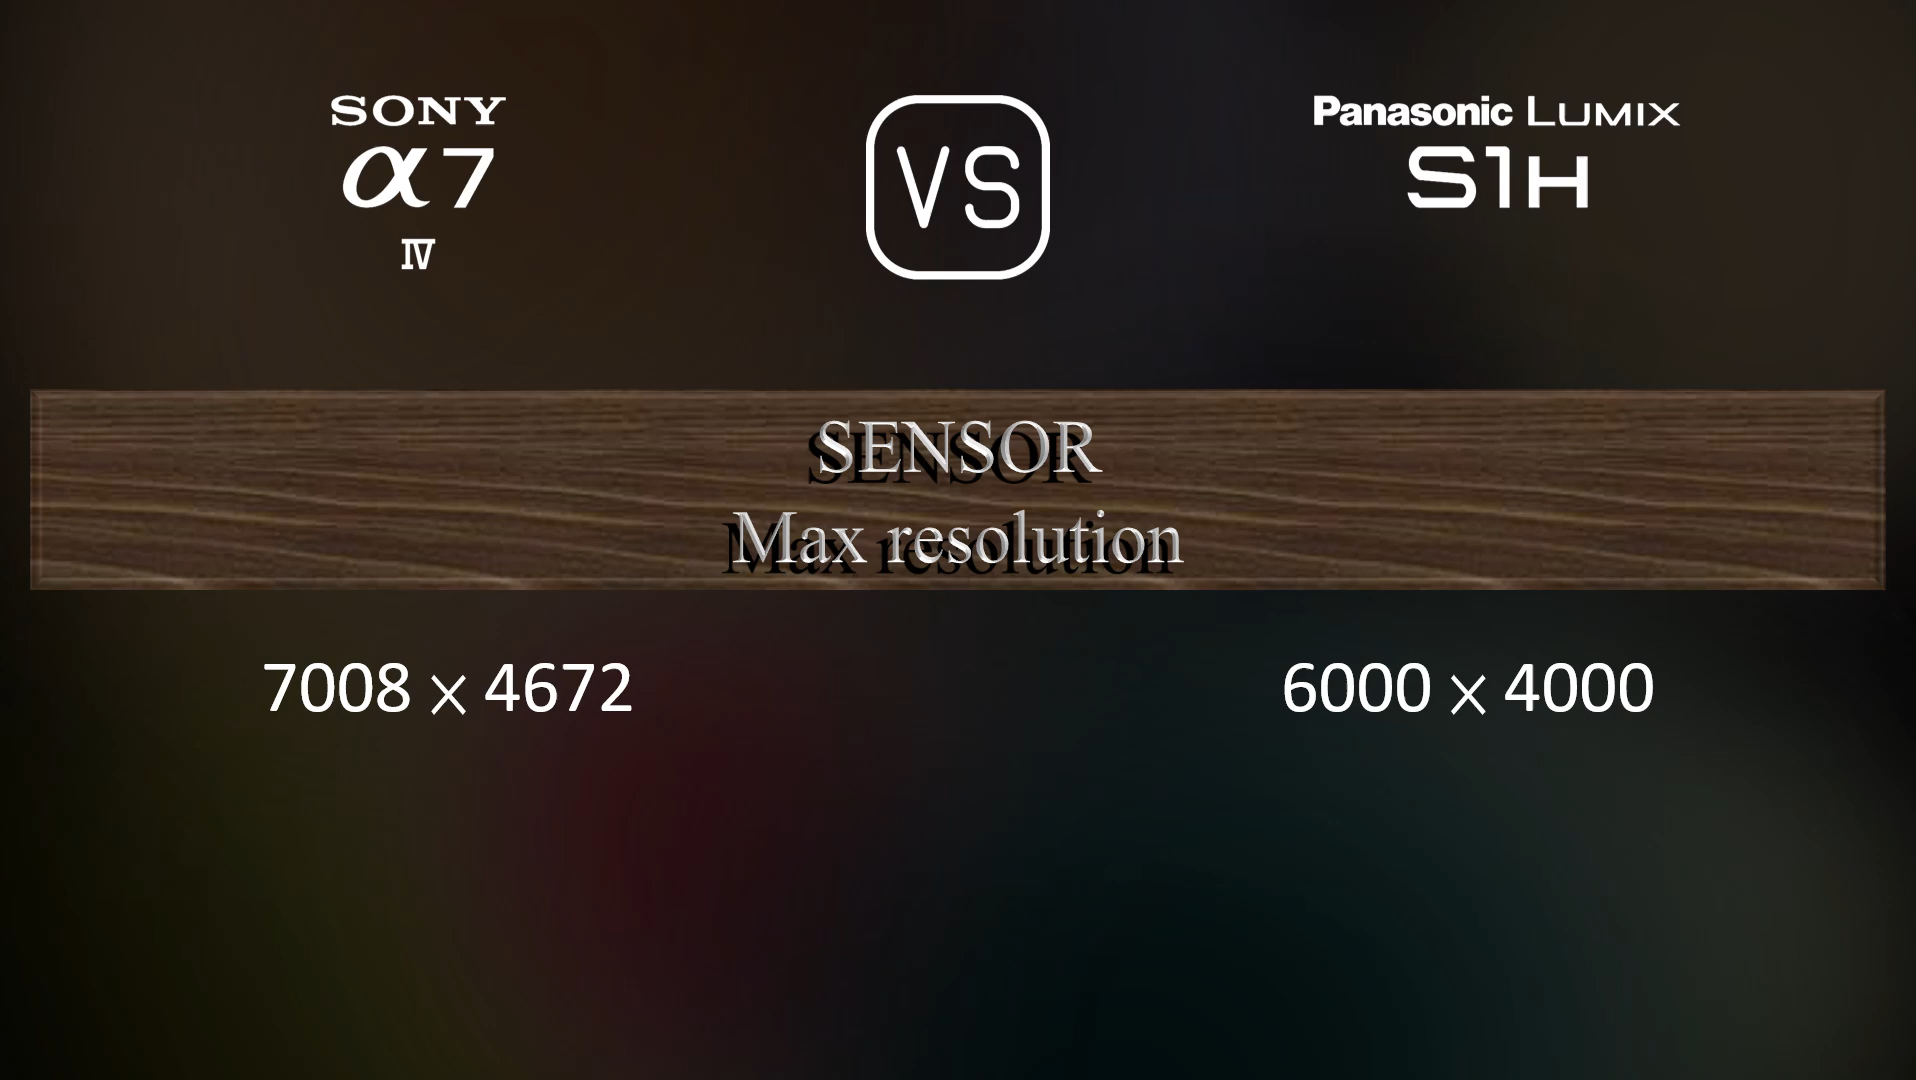 SONY
α7
IV
VS
Panasonic LUMIX
S1H
SENSOR
Max resolution
7008 x 4672
6000 x 4000